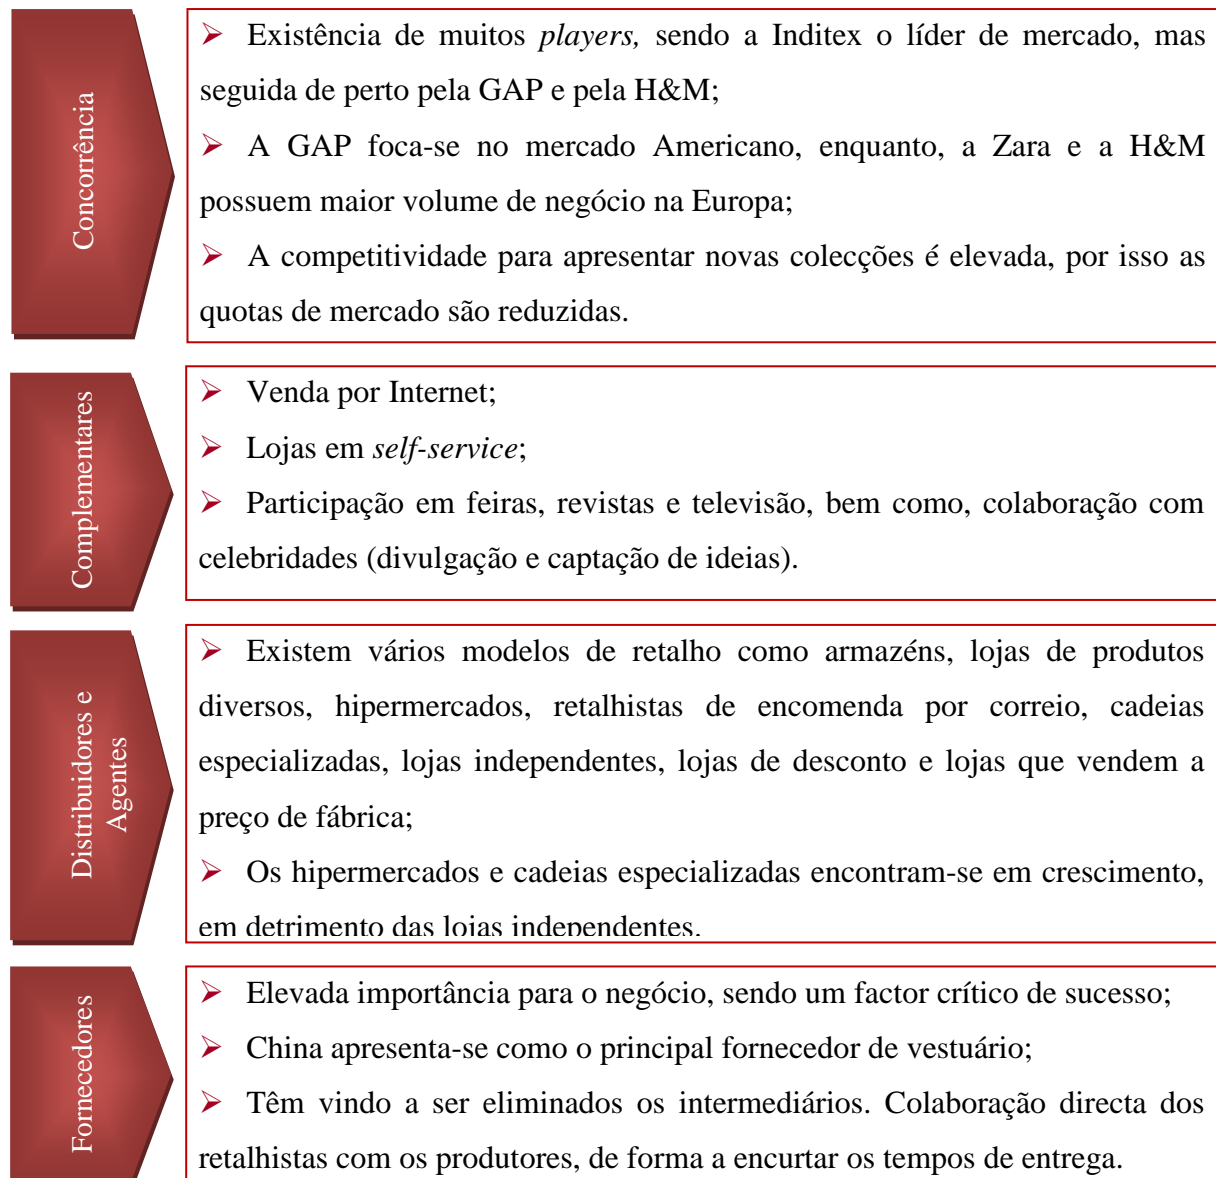 Concorrência
➢ Existência de muitos players, sendo a Inditex o líder de mercado, mas
seguida de perto pela GAP e pela H&M;
➢ A GAP foca-se no mercado Americano, enquanto, a Zara e a H&M
possuem maior volume de negócio na Europa;
➢ A competitividade para apresentar novas colecções é elevada, por isso as
quotas de mercado são reduzidas.
Complementares
➢ Venda por Internet;
➢ Lojas em self-service;
➢ Participação em feiras, revistas e televisão, bem como, colaboração com
celebridades (divulgação e captação de ideias).
Distribuidores e
Agentes
➢ Existem vários modelos de retalho como armazéns, lojas de produtos
diversos, hipermercados, retalhistas de encomenda por correio, cadeias
especializadas, lojas independentes, lojas de desconto e lojas que vendem a
preço de fábrica;
➢ Os hipermercados e cadeias especializadas encontram-se em crescimento,
em detrimento das lojas independentes.
Fornecedores
➢ Elevada importância para o negócio, sendo um factor crítico de sucesso;
➢ China apresenta-se como o principal fornecedor de vestuário;
➢ Têm vindo a ser eliminados os intermediários. Colaboração directa dos
retalhistas com os produtores, de forma a encurtar os tempos de entrega.